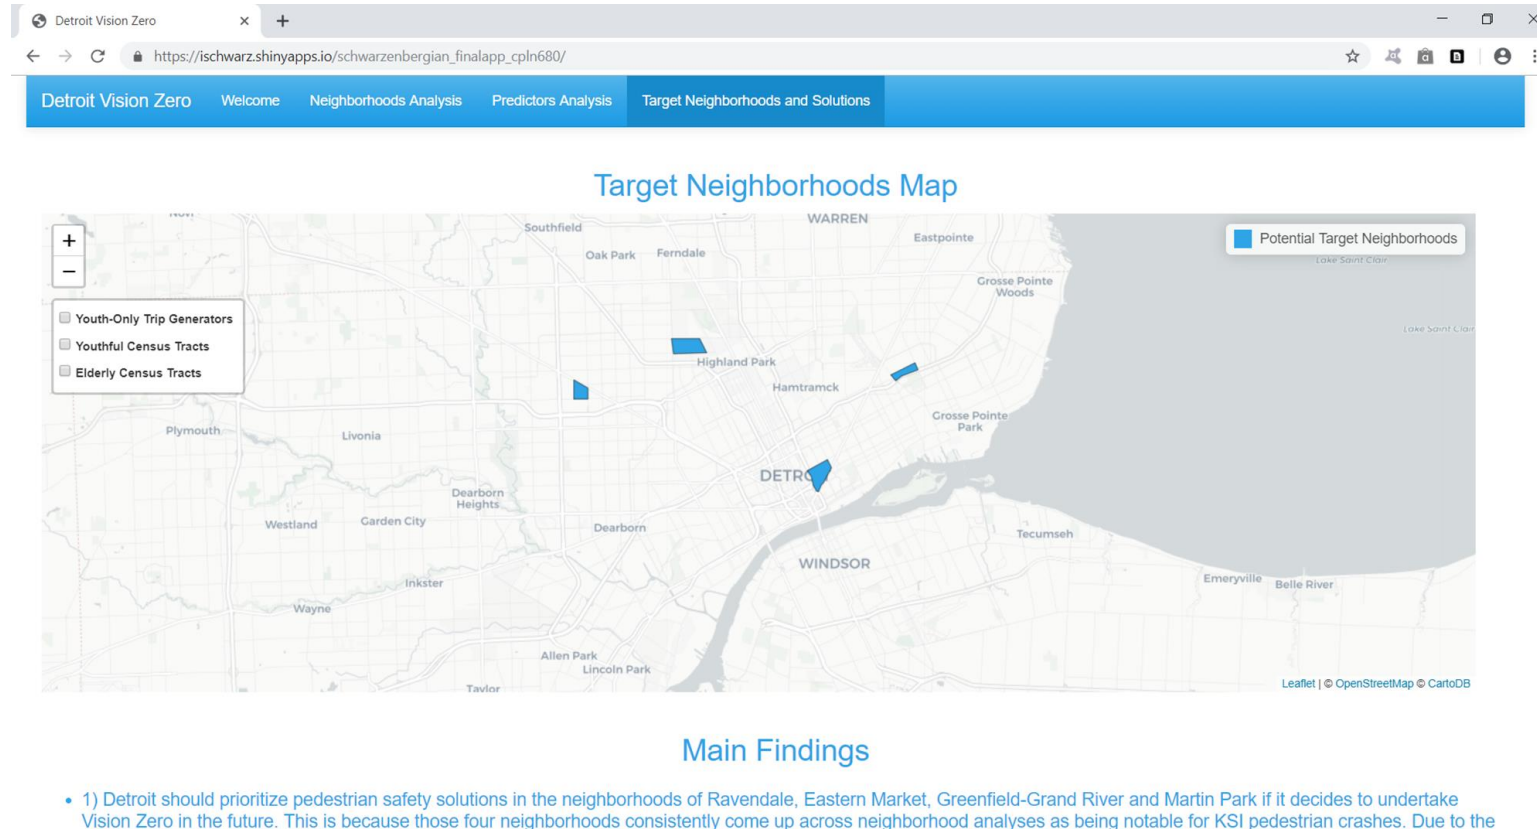 Detroit Vision Zero
https://ischwarz.shinyapps.io/schwarzenbergian_finalapp_cpln680/
Detroit Vision Zero Welcome Neighborhoods Analysis Predictors Analysis Target Neighborhoods and Solutions
Target Neighborhoods Map
+
−
Youth-Only Trip Generators
Youthful Census Tracts
Elderly Census Tracts
Potential Target Neighborhoods
WARREN
Southfield
Eastpointe
Oak Park
Ferndale
Lake Saint Clair
Grosse Pointe
Woods
Lake Saint Clair
Highland Park
Hamtramck
Grosse Pointe
Park
Plymouth
Livonia
Dearborn
Heights
Westland
Garden City
Dearborn
Tecumseh
WINDSOR
Inkster
Emeryville
Belle River
Wayne
Allen Park
Lincoln Park
Taylor
Leaflet | © OpenStreetMap © CartoDB
Main Findings
• 1) Detroit should prioritize pedestrian safety solutions in the neighborhoods of Ravendale, Eastern Market, Greenfield-Grand River and Martin Park if it decides to undertake
Vision Zero in the future. This is because those four neighborhoods consistently come up across neighborhood analyses as being notable for KSI pedestrian crashes. Due to the